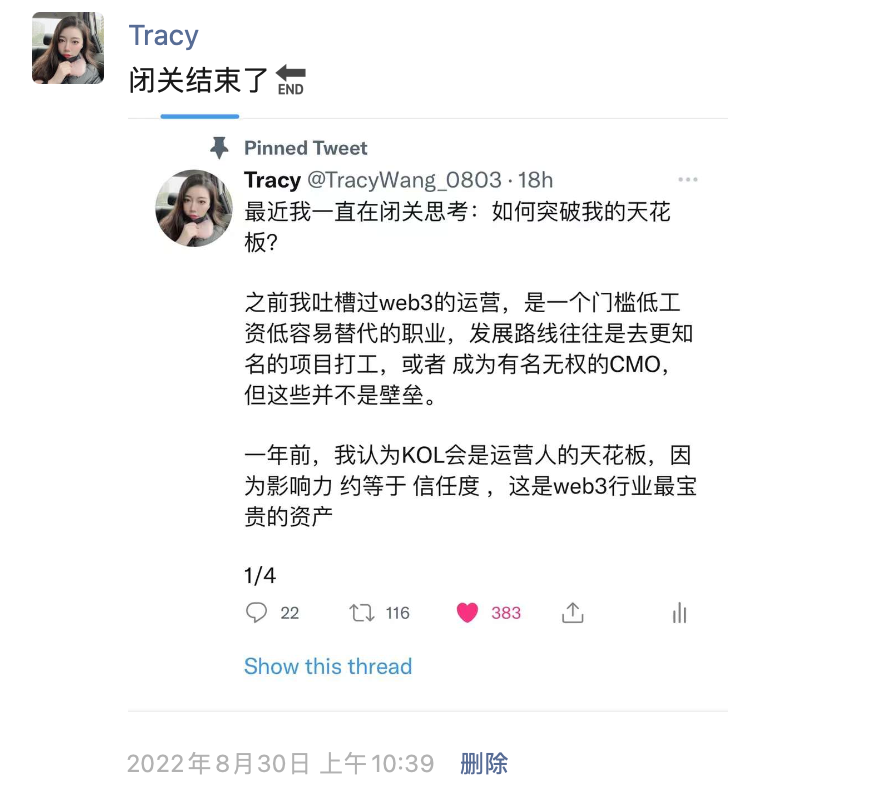 Tracy
闭关结束了🔚
Pinned Tweet
Tracy @TracyWang_0803 · 18h
最近我一直在闭关思考：如何突破我的天花
板？
之前我吐槽过web3的运营，是一个门槛低工
资低容易替代的职业，发展路线往往是去更知
名的项目打工，或者 成为有名无权的CMO，
但这些并不是壁垒。
一年前，我认为KOL会是运营人的天花板，因
为影响力 约等于 信任度 ，这是web3行业最宝
贵的资产
1/4
22 116 383
Show this thread
2022年8月30日 上午10:39 删除